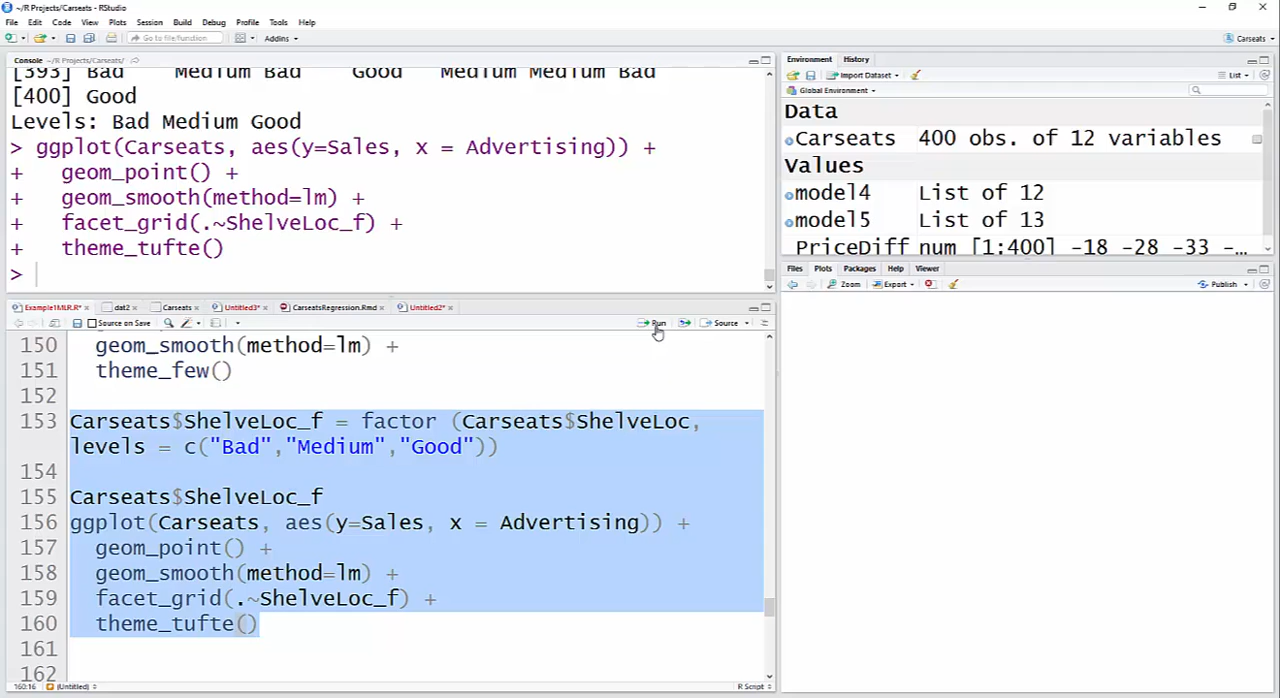 ~/R Projects/Carseats - RStudio
File Edit Code View Plots Session Build Debug Profile Tools Help
Go to file/function Addins Carseats
Console ~/R Projects/Carseats/
[393] Bad Medium Bad Good Medium Medium Bad
[400] Good
Levels: Bad Medium Good
> ggplot(Carseats, aes(y=Sales, x = Advertising)) +
+ geom_point() +
+ geom_smooth(method=lm) +
+ facet_grid(.~ShelveLoc_f) +
+ theme_tufte()
>
Environment History
Import Dataset List
Global Environment
Data
Carseats 400 obs. of 12 variables
Values
model4 List of 12
model5 List of 13
PriceDiff num [1:400] -18 -28 -33 -...
Files Plots Packages Help Viewer
Zoom Export Publish
Example1MLR.R* dat2 Carseats Untitled3* CarseatsRegression.Rmd Untitled2*
Source on Save Run Source
150 geom_smooth(method=lm) +
151 theme_few()
152
153 Carseats$ShelveLoc_f = factor (Carseats$ShelveLoc,
levels = c("Bad","Medium","Good"))
154
155 Carseats$ShelveLoc_f
156 ggplot(Carseats, aes(y=Sales, x = Advertising)) +
157 geom_point() +
158 geom_smooth(method=lm) +
159 facet_grid(.~ShelveLoc_f) +
160 theme_tufte()
161
162
160:16 (Untitled) R Script